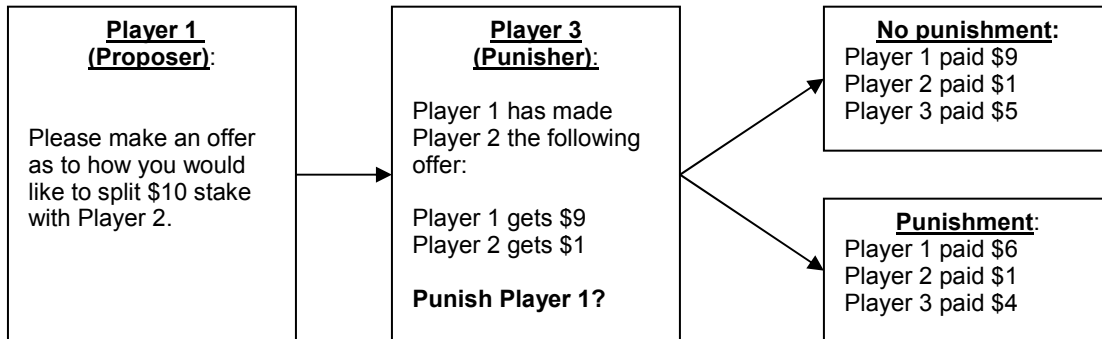 Player 1
(Proposer):
Please make an offer
as to how you would
like to split $10 stake
with Player 2.
Player 3
(Punisher):
Player 1 has made
Player 2 the following
offer:
Player 1 gets $9
Player 2 gets $1
Punish Player 1?
No punishment:
Player 1 paid $9
Player 2 paid $1
Player 3 paid $5
Punishment:
Player 1 paid $6
Player 2 paid $1
Player 3 paid $4